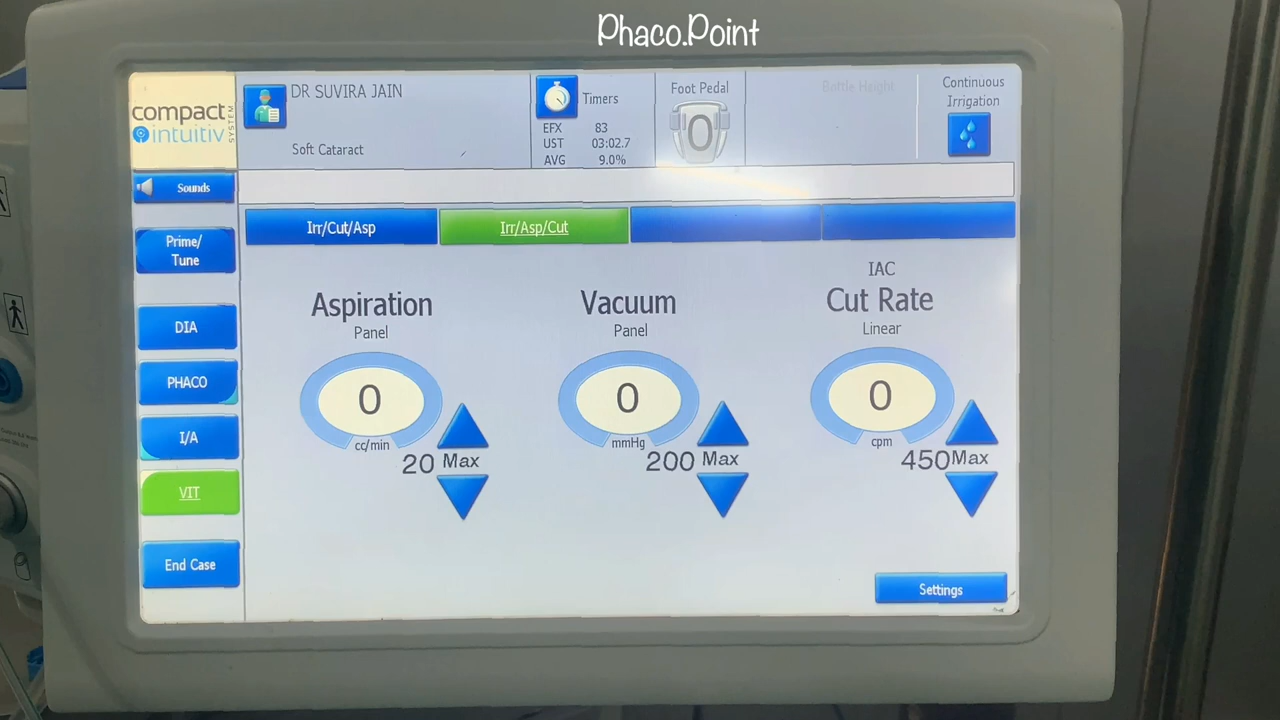 Phaco.Point
compact
intuitiv
SYSTEM
DR SUVIRA JAIN
Soft Cataract
Timers
EFX 83
UST 03:02.7
AVG 9.0%
Foot Pedal
0
Bottle Height
Continuous
Irrigation
Sounds
Prime/
Tune
DIA
PHACO
I/A
VIT
End Case
Irr/Cut/Asp
Irr/Asp/Cut
Aspiration
Panel
0
cc/min
20 Max
Vacuum
Panel
0
mmHg
200 Max
IAC
Cut Rate
Linear
0
cpm
450Max
Settings